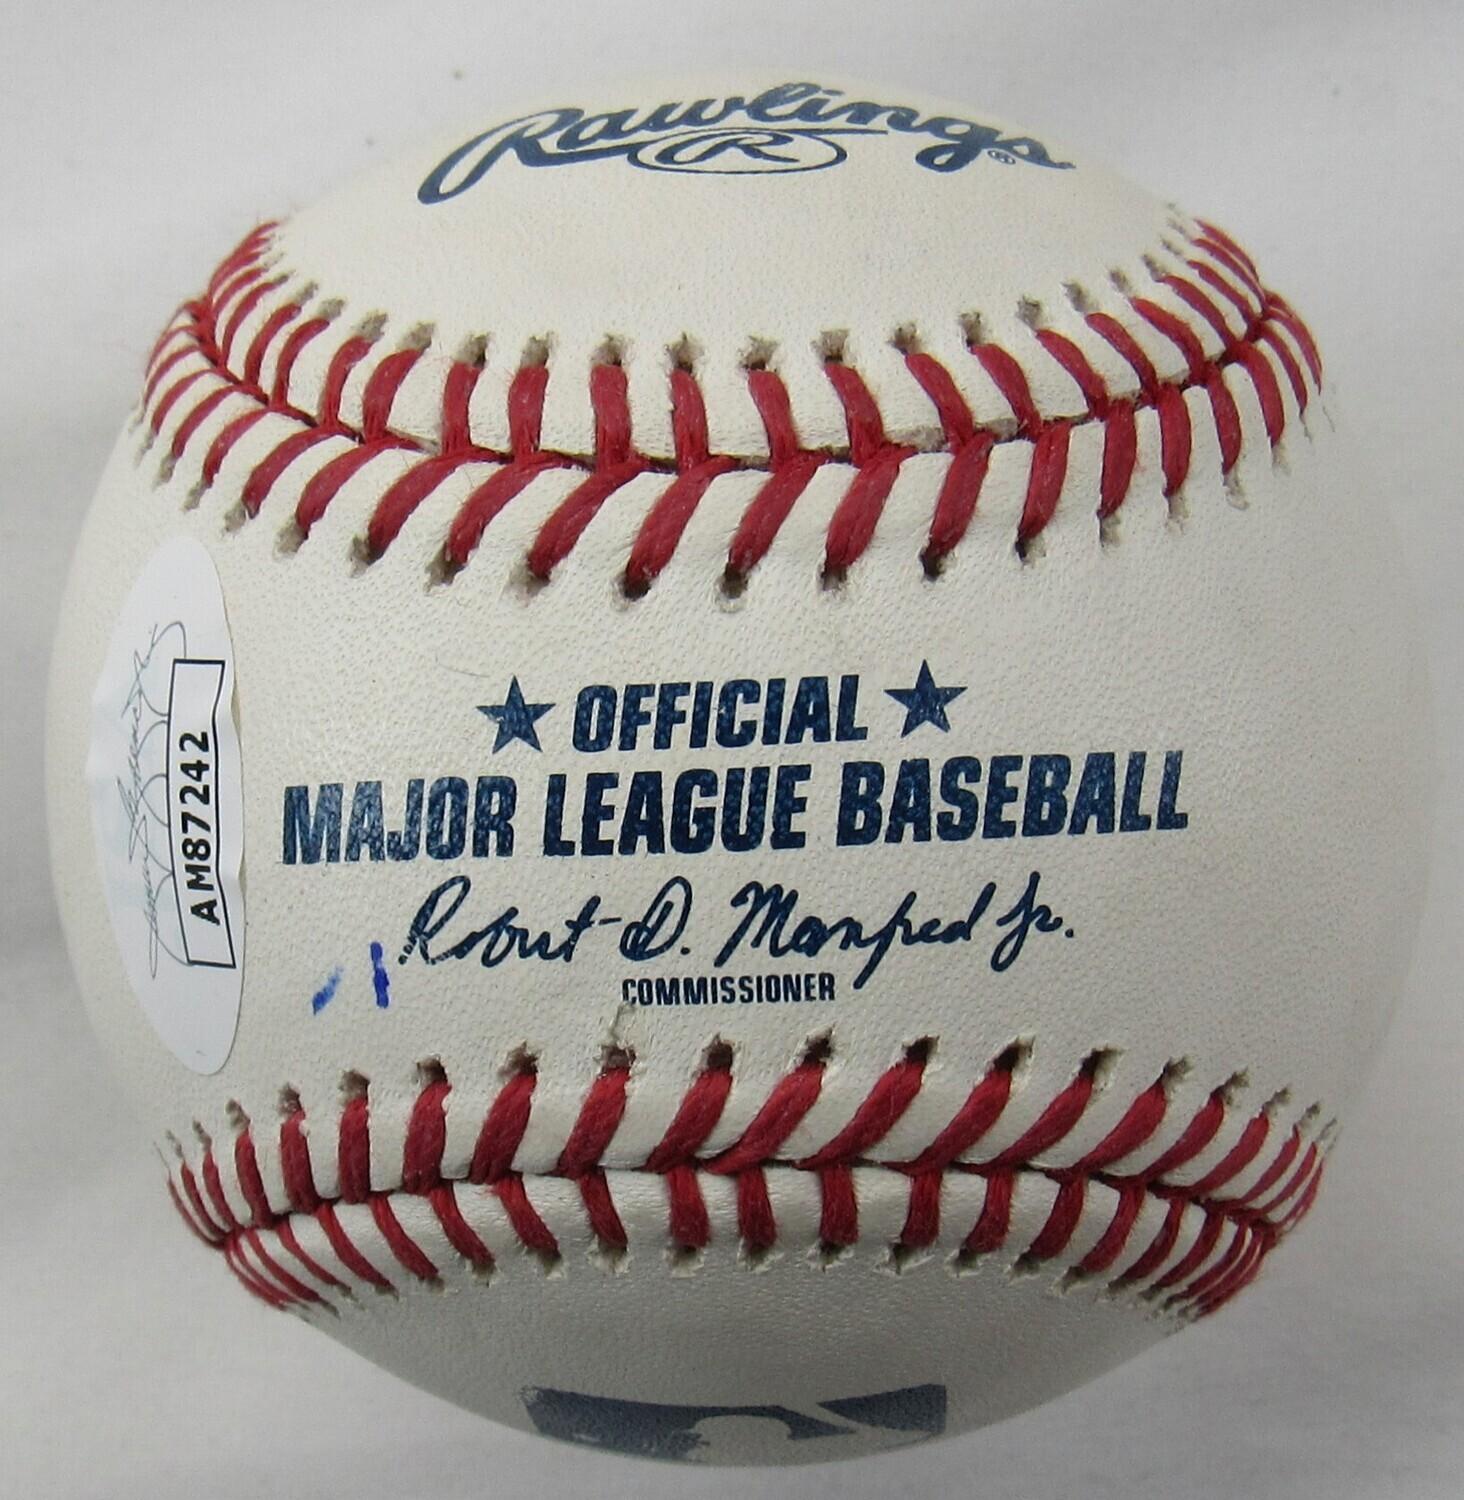 Rawlings
R
®
OFFICIAL
MAJOR LEAGUE BASEBALL
Robert D. Manfred Jr.
COMMISSIONER
AM87242